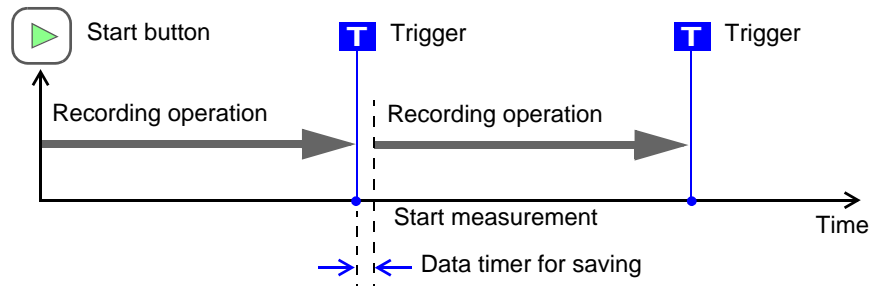 Start button
T Trigger
T Trigger
Recording operation
Recording operation
Start measurement
Time
Data timer for saving